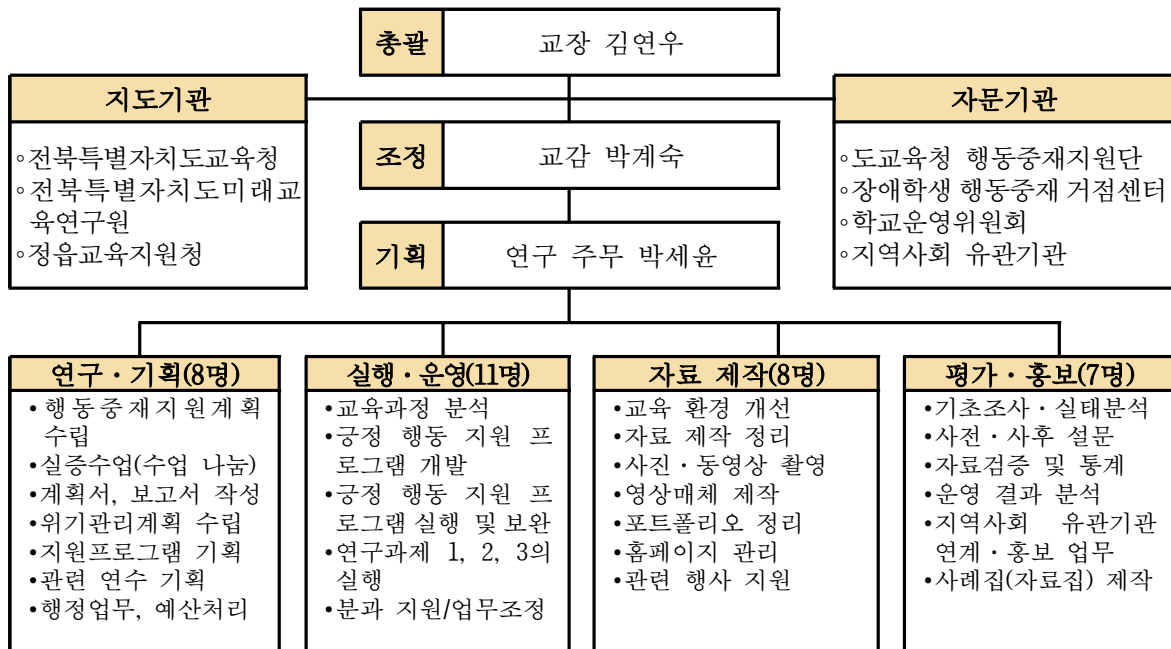 총괄 교장 김연우
지도기관
◦전북특별자치도교육청
◦전북특별자치도미래교
육연구원
◦정읍교육지원청
자문기관
◦도교육청 행동중재지원단
◦장애학생 행동중재 거점센터
◦학교운영위원회
◦지역사회 유관기관
조정 교감 박계숙
기획 연구 주무 박세윤
연구·기획(8명)
•행동중재지원계획
수립
•실증수업(수업 나눔)
•계획서, 보고서 작성
•위기관리계획 수립
•지원프로그램 기획
•관련 연수 기획
•행정업무, 예산처리
실행·운영(11명)
•교육과정 분석
•긍정 행동 지원 프
로그램 개발
•긍정 행동 지원 프
로그램 실행 및 보완
•연구과제 1, 2, 3의
실행
•분과 지원/업무조정
자료 제작(8명)
•교육 환경 개선
•자료 제작 정리
•사진·동영상 촬영
•영상매체 제작
•포트폴리오 정리
•홈페이지 관리
•관련 행사 지원
평가·홍보(7명)
•기초조사·실태분석
•사전·사후 설문
•자료검증 및 통계
•운영 결과 분석
•지역사회 유관기관
연계·홍보 업무
•사례집(자료집) 제작